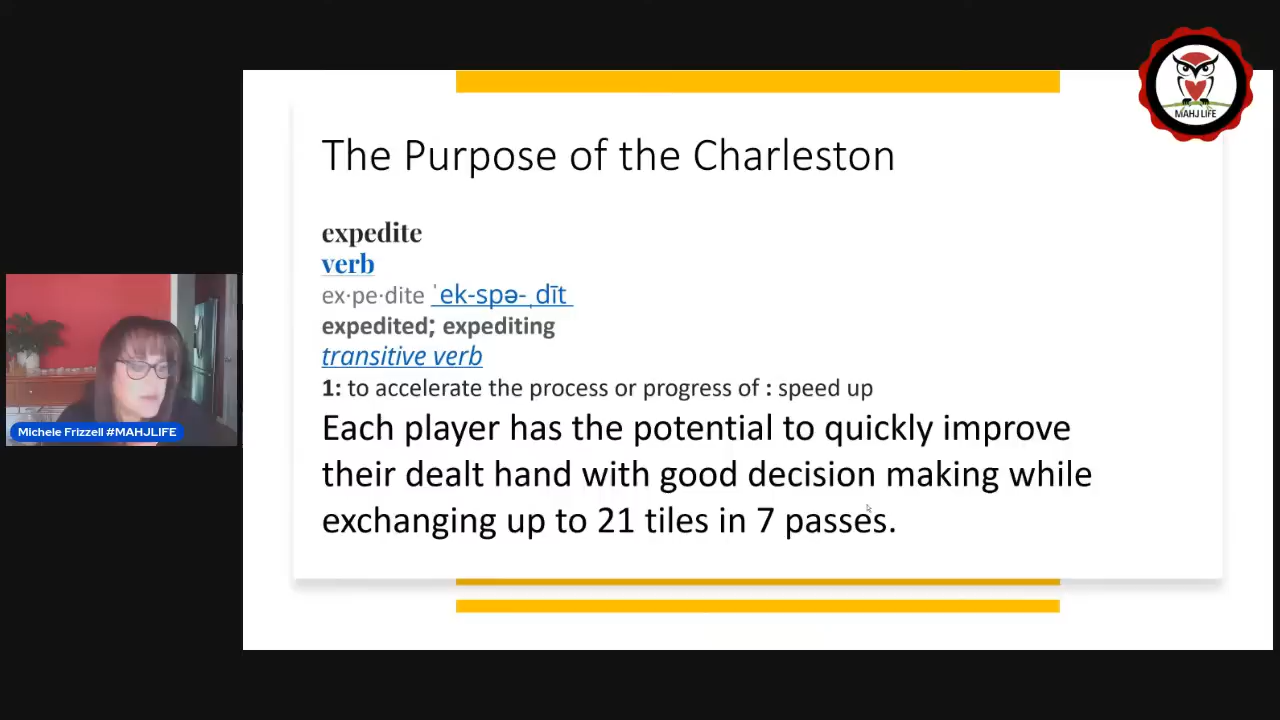 MAHJ LIFE
The Purpose of the Charleston
expedite
verb
ex·pe·dite ˈek-spə-ˌdīt
expedited; expediting
transitive verb
1: to accelerate the process or progress of : speed up
Each player has the potential to quickly improve
their dealt hand with good decision making while
exchanging up to 21 tiles in 7 passes.
Michele Frizzell #MAHJLIFE